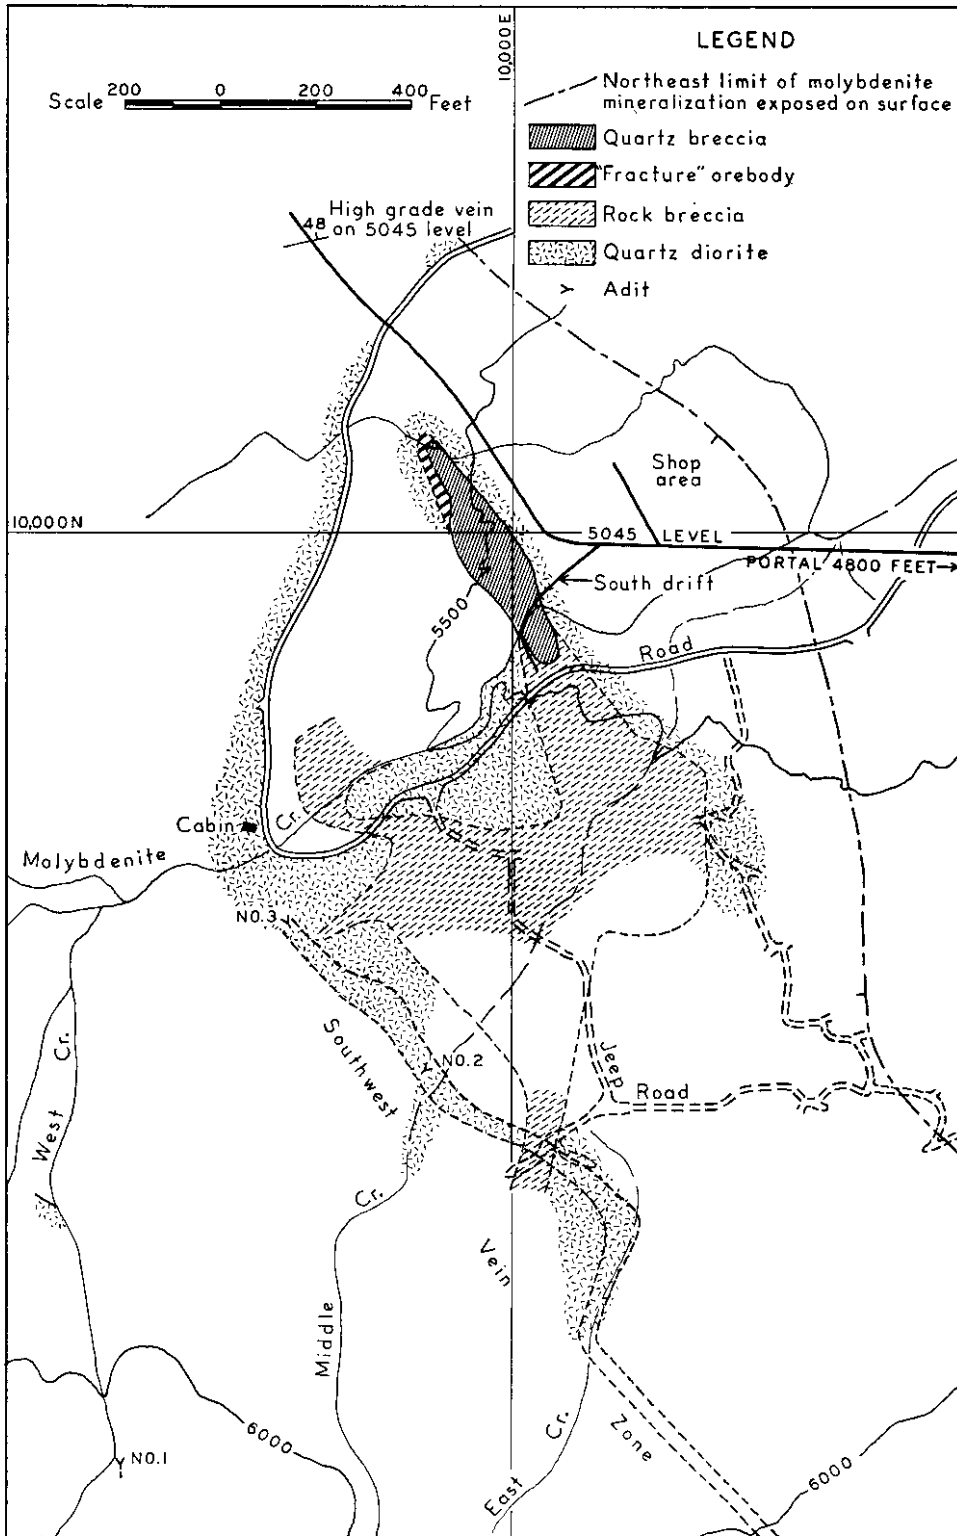 LEGEND
10,000E
Northeast limit of molybdenite
mineralization exposed on surface
Scale 200 0 200 400 Feet
Quartz breccia
"Fracture" orebody
Rock breccia
Quartz diorite
Adit
High grade vein
on 5045 level
48
Shop
area
10,000N
5045 LEVEL
PORTAL 4800 FEET→
South drift
5500
Road
Cabin
Cr.
Molybdenite
NO.3
Southwest
NO.2
Jeep
Road
West
Cr.
Cr.
Vein
Middle
6000
Zone
Cr.
East
NO.1
6000